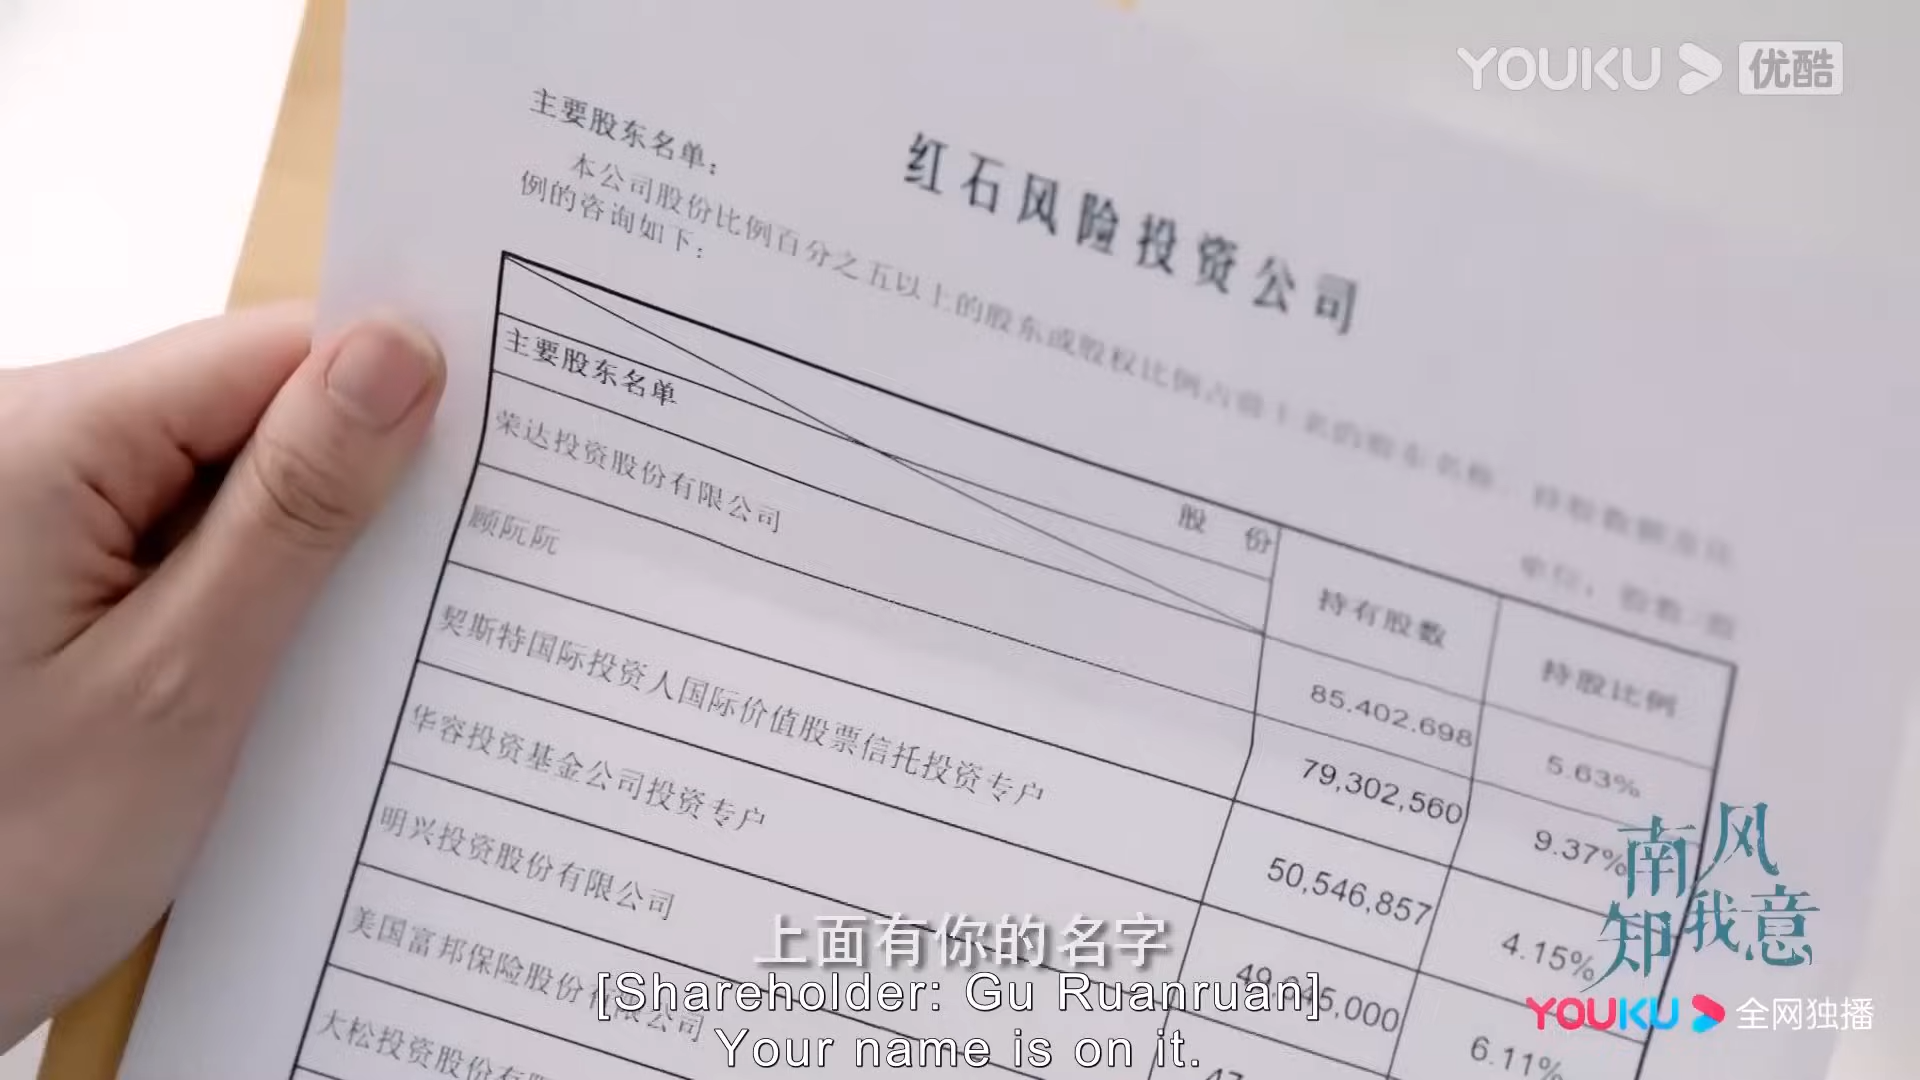 YOUKU 优酷
红石风险投资公司
主要股东名单：
本公司股份比例百分之五以上的股东或股权比例占
例的咨询如下：
股 份
主要股东名单
持有股数
持股比例
荣达投资股份有限公司
85.402.698
5.63%
顾阮阮
79,302,560
9.37%
契斯特国际投资人国际价值股票信托投资专户
50,546,857
4.15%
华容投资基金公司投资专户
6.11%
明兴投资股份有限公司
美国富邦保险股份有限公司
大松投资股份有限
南风知我意
YOUKU 全网独播
上面有你的名字
[Shareholder: Gu Ruanruan]
Your name is on it.